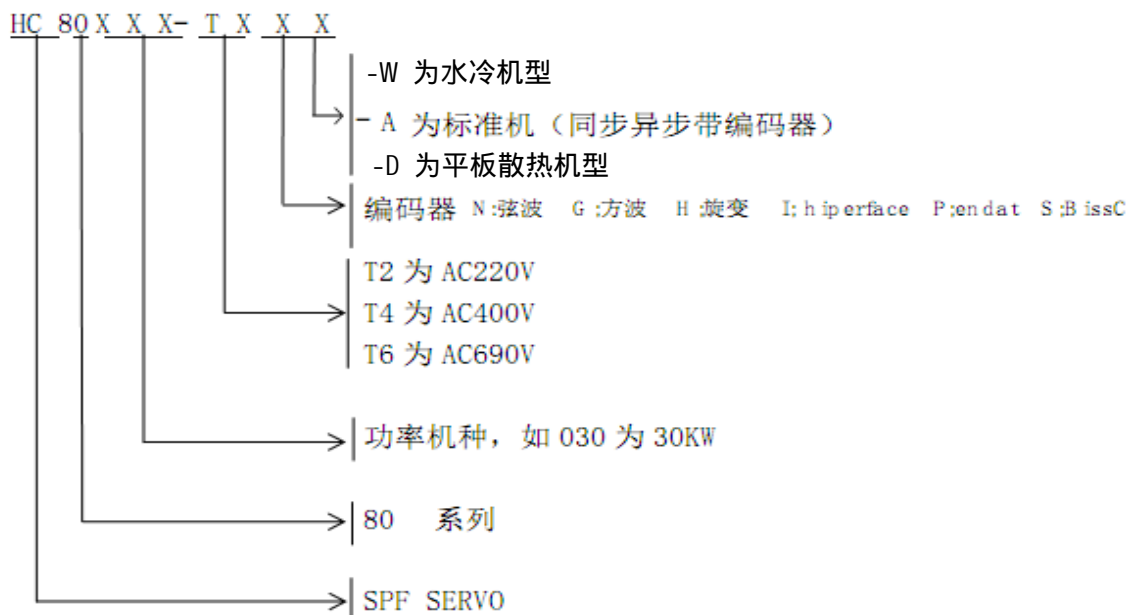 HC 80 X X X- T X X X
-W 为水冷机型
- A 为标准机（同步异步带编码器）
-D 为平板散热机型
编码器 N:弦波 G:方波 H:旋变 I;hiperface P;endat S;BissC
T2 为 AC220V
T4 为 AC400V
T6 为 AC690V
功率机种，如 030 为 30KW
80 系列
SPF SERVO